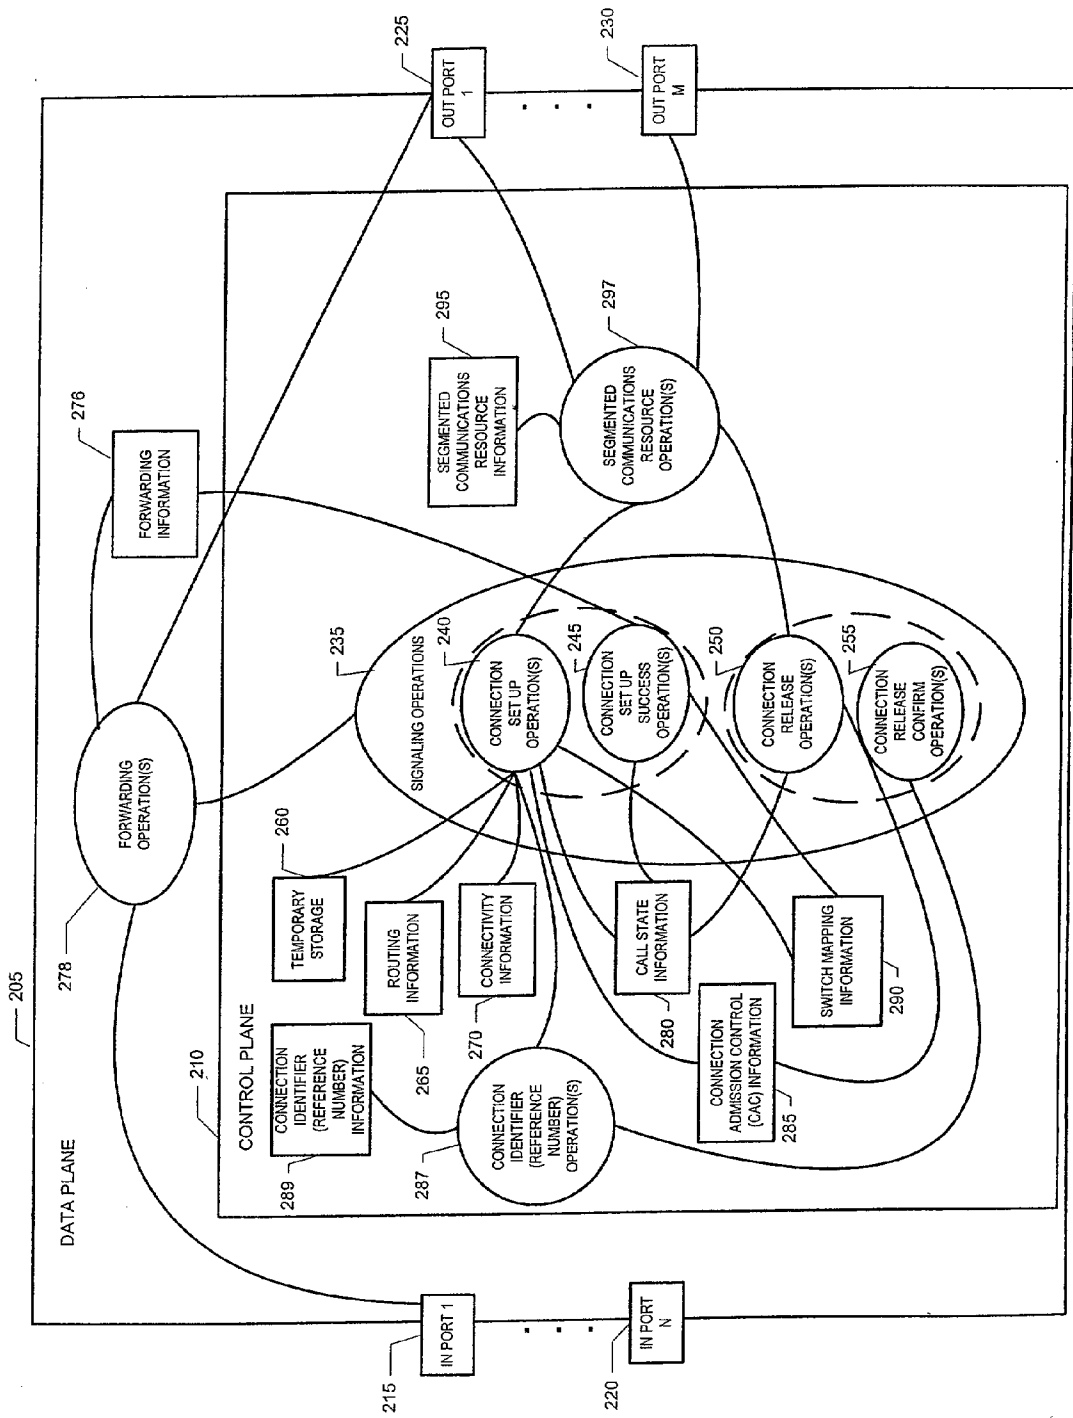 205
DATA PLANE
278
FORWARDING
OPERATION(S)
276
FORWARDING
INFORMATION
210
CONTROL PLANE
289
CONNECTION
IDENTIFIER
(REFERENCE
NUMBER)
INFORMATION
260
TEMPORARY
STORAGE
235
SIGNALING OPERATIONS
265
ROUTING
INFORMATION
270
CONNECTIVITY
INFORMATION
287
CONNECTION
IDENTIFIER
(REFERENCE
NUMBER)
OPERATION(S)
240
CONNECTION
SET UP
OPERATION(S)
295
SEGMENTED
COMMUNICATIONS
RESOURCE
INFORMATION
215
IN PORT 1
225
OUT PORT
1
. . .
. . .
245
CONNECTION
SET UP
SUCCESS
OPERATION(S)
280
CALL STATE
INFORMATION
297
SEGMENTED
COMMUNICATIONS
RESOURCE
OPERATION(S)
220
IN PORT
N
230
OUT PORT
M
285
CONNECTION
ADMISSION CONTROL
(CAC) INFORMATION
250
CONNECTION
RELEASE
OPERATION(S)
290
SWITCH MAPPING
INFORMATION
255
CONNECTION
RELEASE
CONFIRM
OPERATION(S)